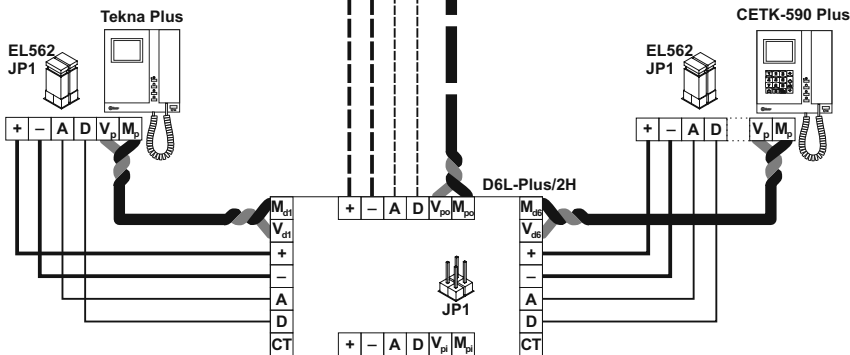 Tekna Plus
CETK-590 Plus
EL562
JP1
EL562
JP1
+ – A D Vp Mp
+ – A D Vp Mp
D6L-Plus/2H
Md1 + – A D Vpo Mpo Md6
Vd1 Vd6
+ +
– –
JP1
A A
D D
CT + – A D Vpi Mpi CT